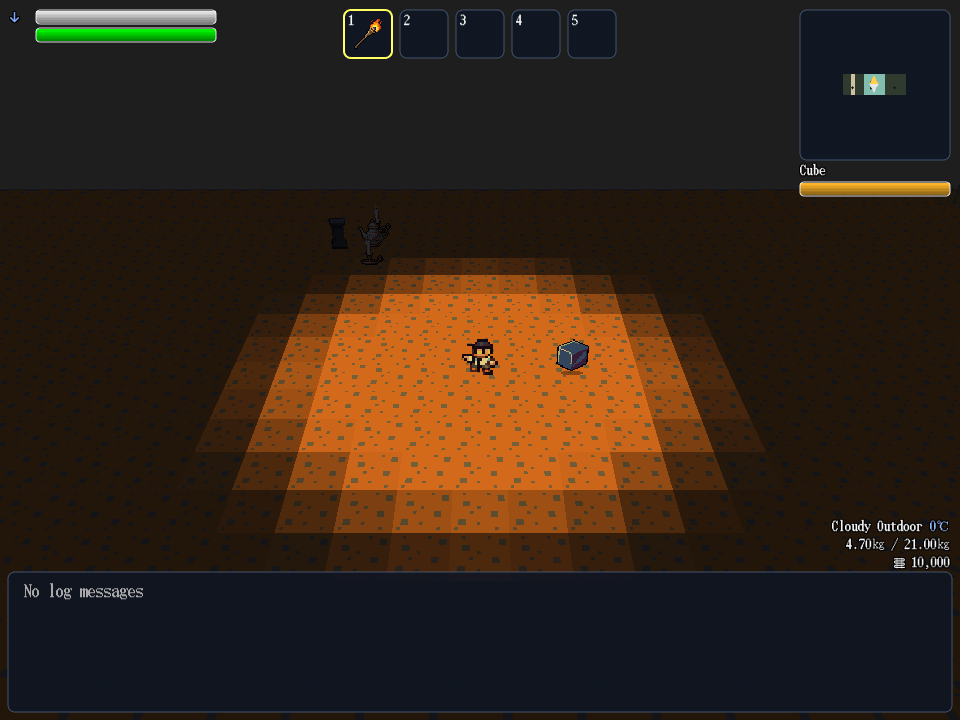 1 2 3 4 5
Cube
Cloudy Outdoor 0℃
4.70kg / 21.00kg
10,000
No log messages